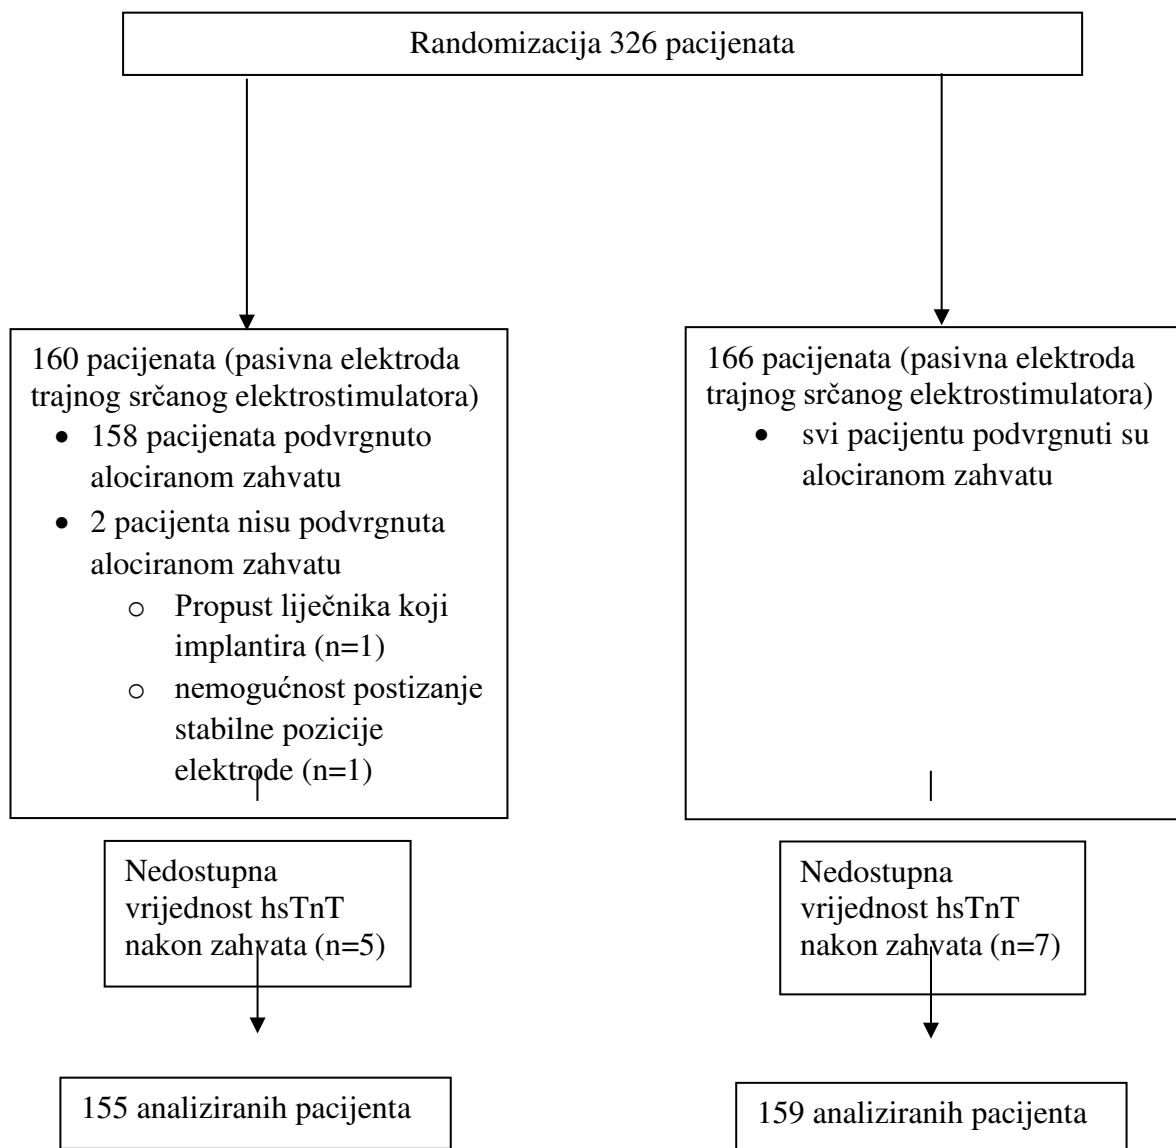 Randomizacija 326 pacijenata
160 pacijenata (pasivna elektroda
trajnog srčanog elektrostimulatora)
• 158 pacijenata podvrgnuto
alociranom zahvatu
• 2 pacijenta nisu podvrgnuta
alociranom zahvatu
o Propust liječnika koji
implantira (n=1)
o nemogućnost postizanje
stabilne pozicije
elektrode (n=1)
166 pacijenata (pasivna elektroda
trajnog srčanog elektrostimulatora)
• svi pacijentu podvrgnuti su
alociranom zahvatu
Nedostupna
vrijednost hsTnT
nakon zahvata (n=5)
Nedostupna
vrijednost hsTnT
nakon zahvata (n=7)
155 analiziranih pacijenta
159 analiziranih pacijenta